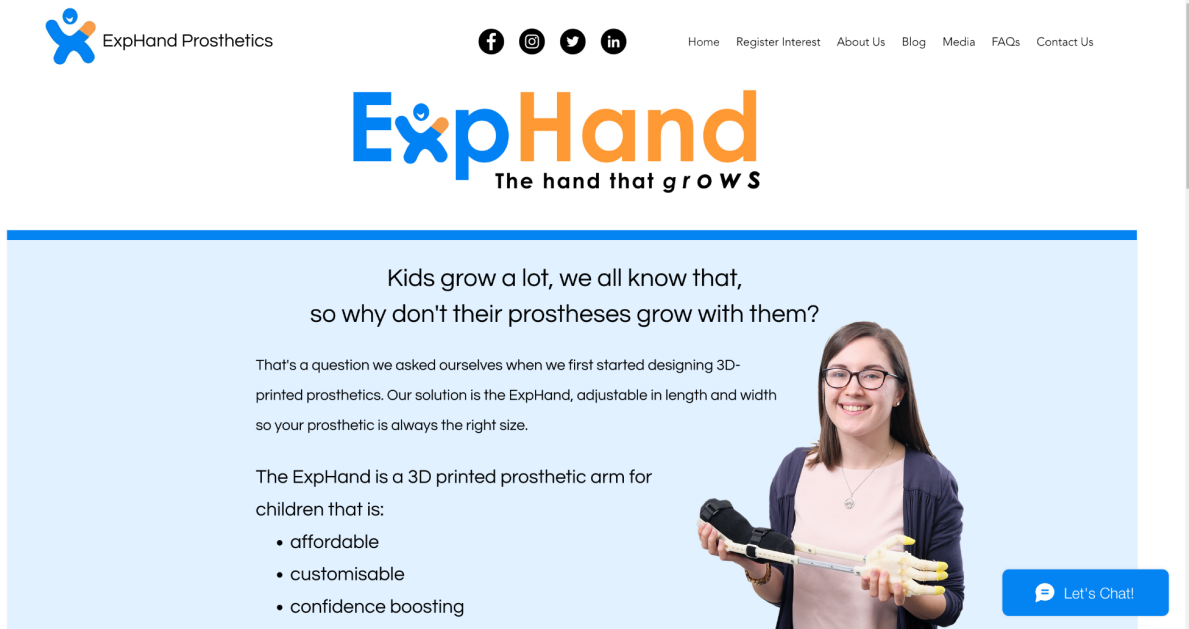 ExpHand Prosthetics
Home Register Interest About Us Blog Media FAQs Contact Us
ExpHand
The hand that grows
Kids grow a lot, we all know that,
so why don't their prostheses grow with them?
That's a question we asked ourselves when we first started designing 3D-
printed prosthetics. Our solution is the ExpHand, adjustable in length and width
so your prosthetic is always the right size.
The ExpHand is a 3D printed prosthetic arm for
children that is:
• affordable
• customisable
• confidence boosting
Let's Chat!